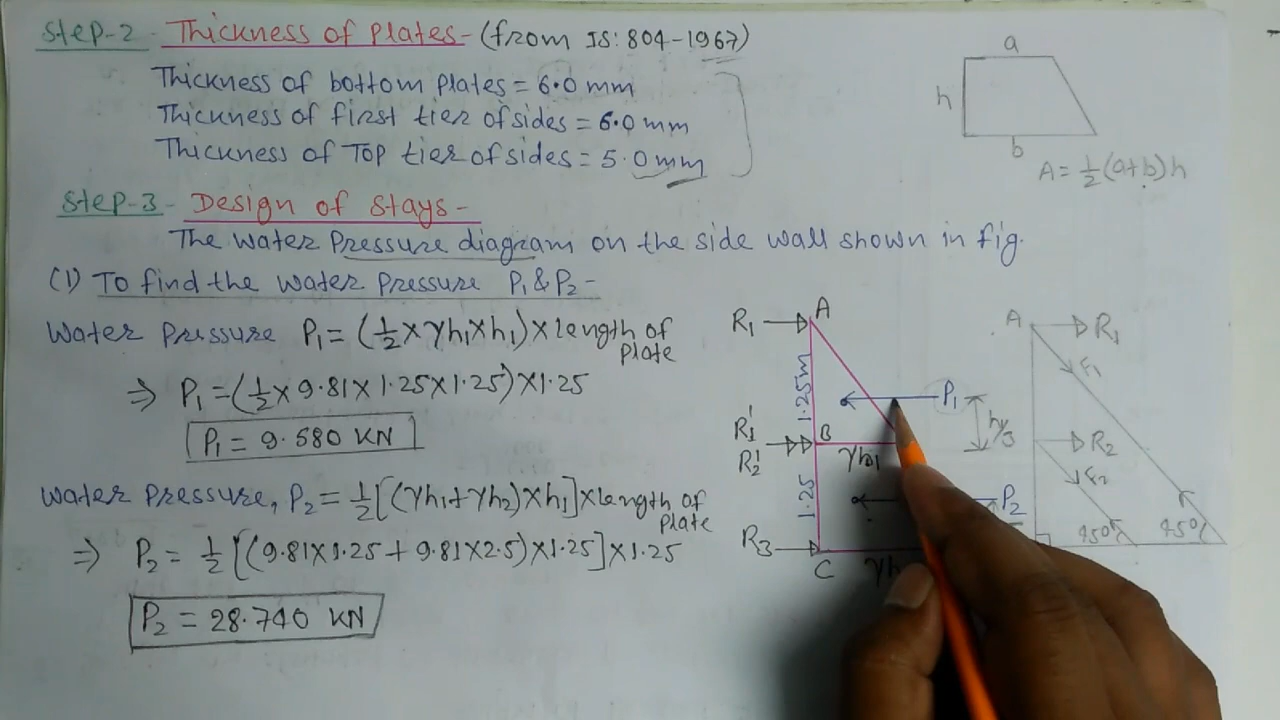 Step-2 - Thickness of Plates - (from IS: 804-1967)
Thickness of bottom plates = 6.0 mm
Thickness of first tier of sides = 6.0 mm
Thickness of Top tier of sides = 5.0 mm
a
h
b
A = ½(a+b)h
Step-3 - Design of stays -
The water pressure diagram on the side wall shown in fig.
(1) To find the water pressure P₁ & P₂ -
Water pressure P₁ = (½ × γh₁ × h₁) × length of plate
⇒ P₁ = (½ × 9.81 × 1.25 × 1.25) × 1.25
P₁ = 9.580 KN
Water pressure, P₂ = ½[(γh₁ + γh₂) × h₁] × length of plate
⇒ P₂ = ½[(9.81×1.25 + 9.81×2.5) × 1.25] × 1.25
P₂ = 28.740 KN
R₁
A
1.25m
P₁
h/3
R₁'
R₂'
B
γh₁
1.25
P₂
R₃
C
γh
A
R₁
F₁
R₂
F₂
45°
45°